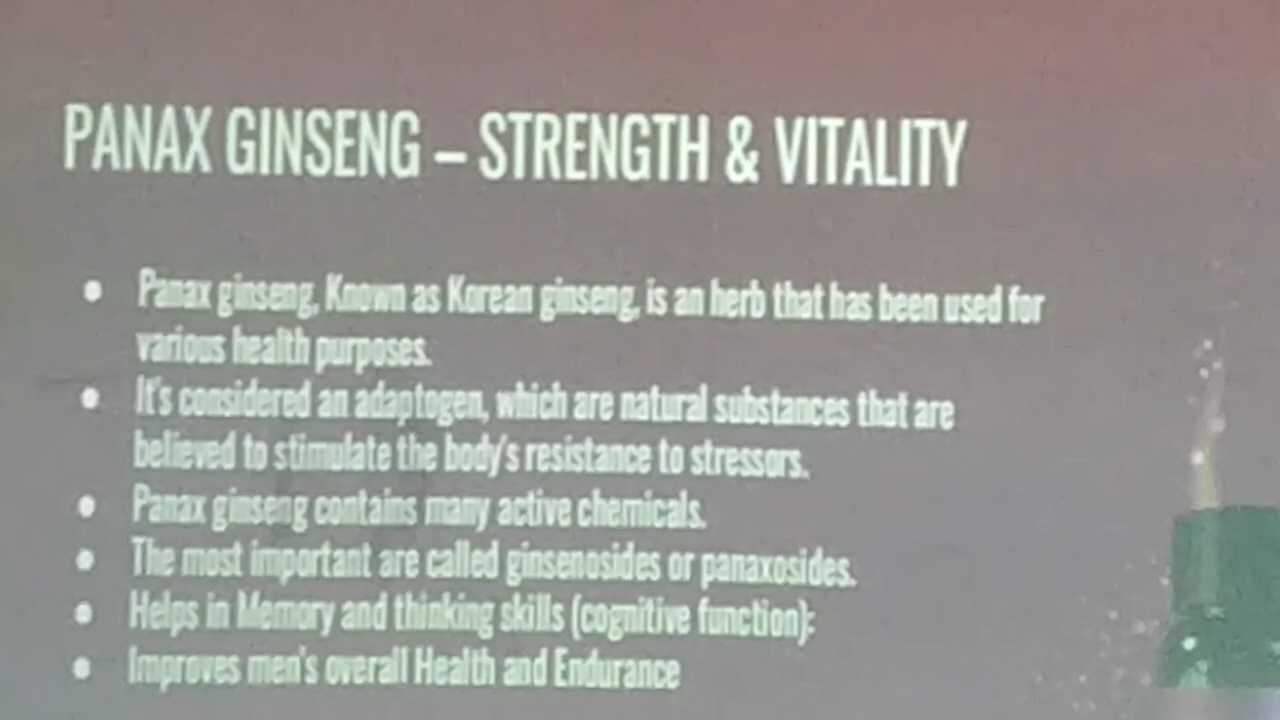 PANAX GINSENG – STRENGTH & VITALITY
• Panax ginseng, Known as Korean ginseng, is an herb that has been used for
various health purposes.
• It's considered an adaptogen, which are natural substances that are
believed to stimulate the body's resistance to stressors.
• Panax ginseng contains many active chemicals.
• The most important are called ginsenosides or panaxosides.
• Helps in Memory and thinking skills (cognitive function);
• Improves men's overall Health and Endurance